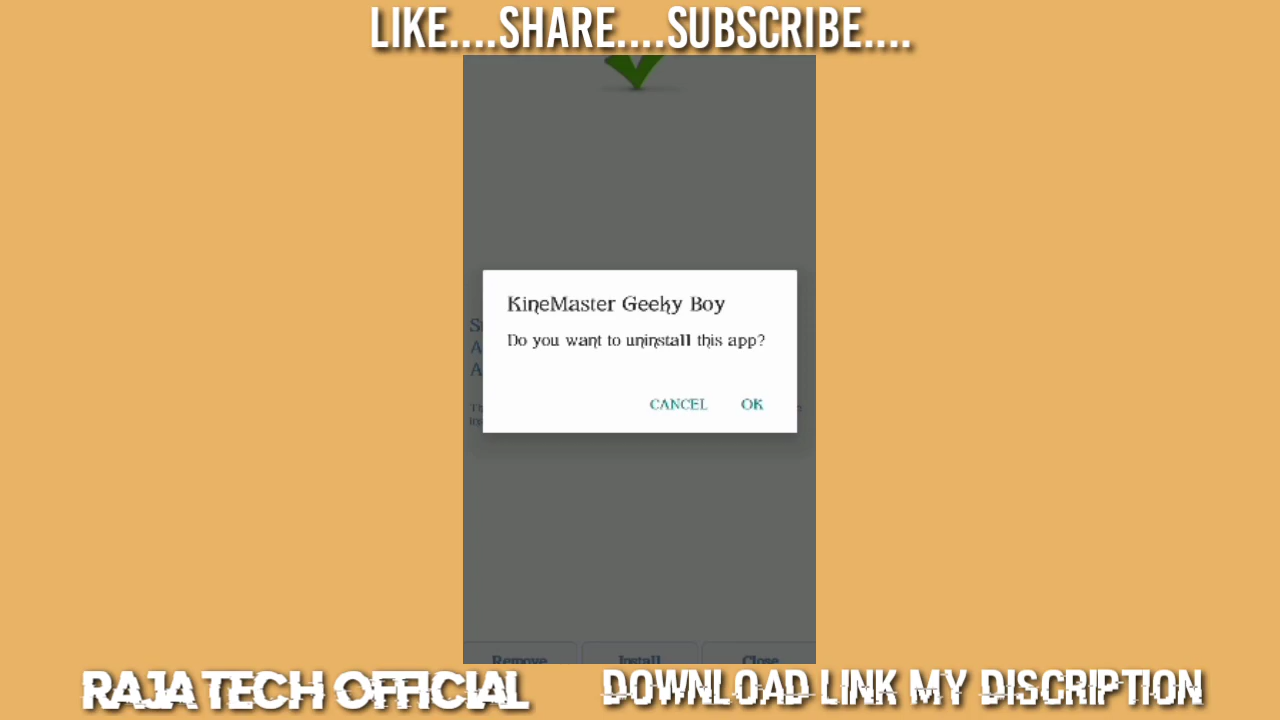 LIKE....SHARE....SUBSCRIBE....
KineMaster Geeky Boy
Do you want to uninstall this app?
CANCEL OK
Remove Install Close
RAJA TECH OFFICIAL
DOWNLOAD LINK MY DISCRIPTION